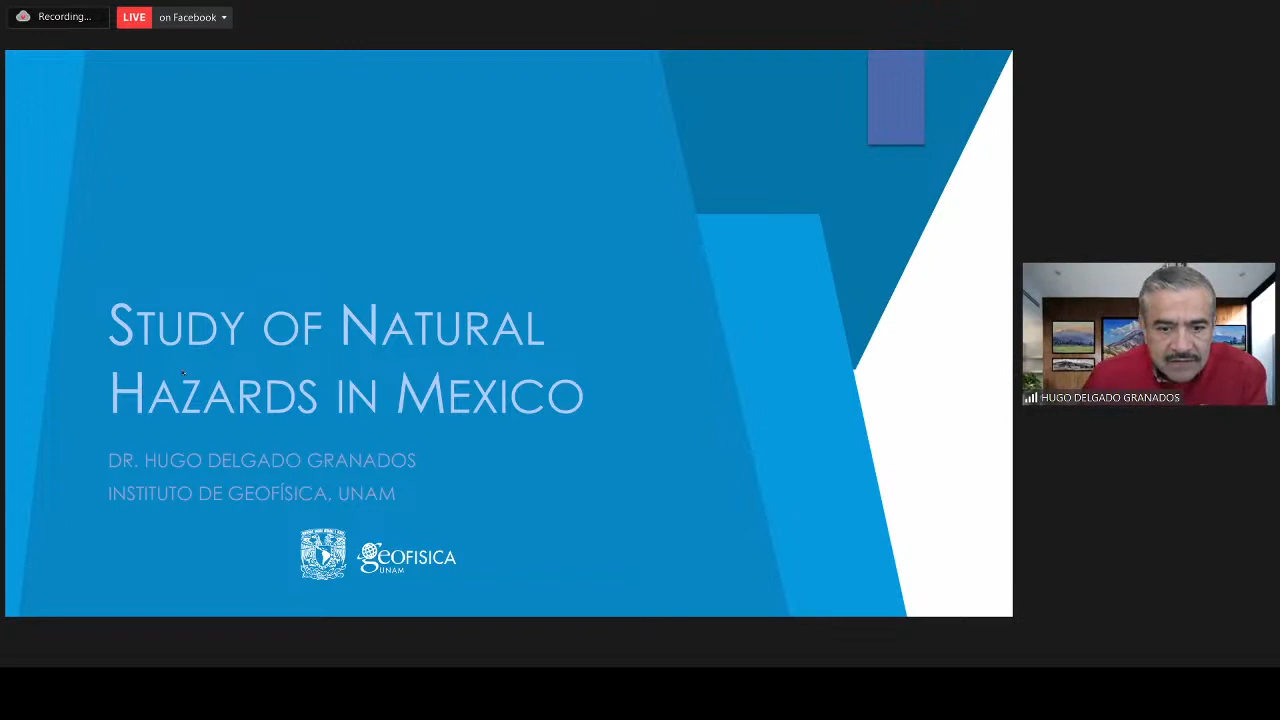 Recording...
LIVE on Facebook
STUDY OF NATURAL
HAZARDS IN MEXICO
DR. HUGO DELGADO GRANADOS
INSTITUTO DE GEOFÍSICA, UNAM
GEOFISICA
UNAM
HUGO DELGADO GRANADOS